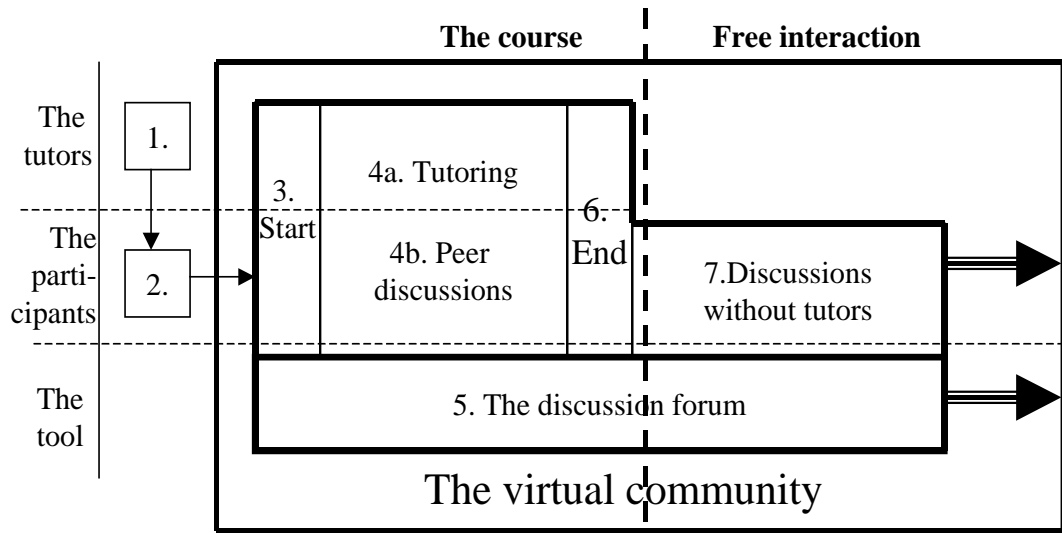 The course
Free interaction
The
tutors
1.
4a. Tutoring
3.
Start
6.
End
The
parti-
cipants
2.
4b. Peer
discussions
7.Discussions
without tutors
The
tool
5. The discussion forum
The virtual community